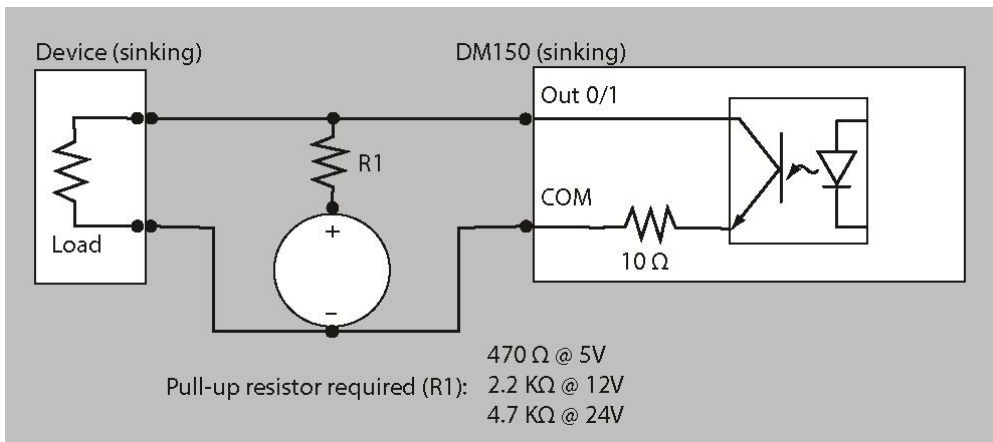 Device (sinking)
DM150 (sinking)
Out 0/1
R1
COM
+
Load
10 Ω
−
470 Ω @ 5V
Pull-up resistor required (R1): 2.2 KΩ @ 12V
4.7 KΩ @ 24V